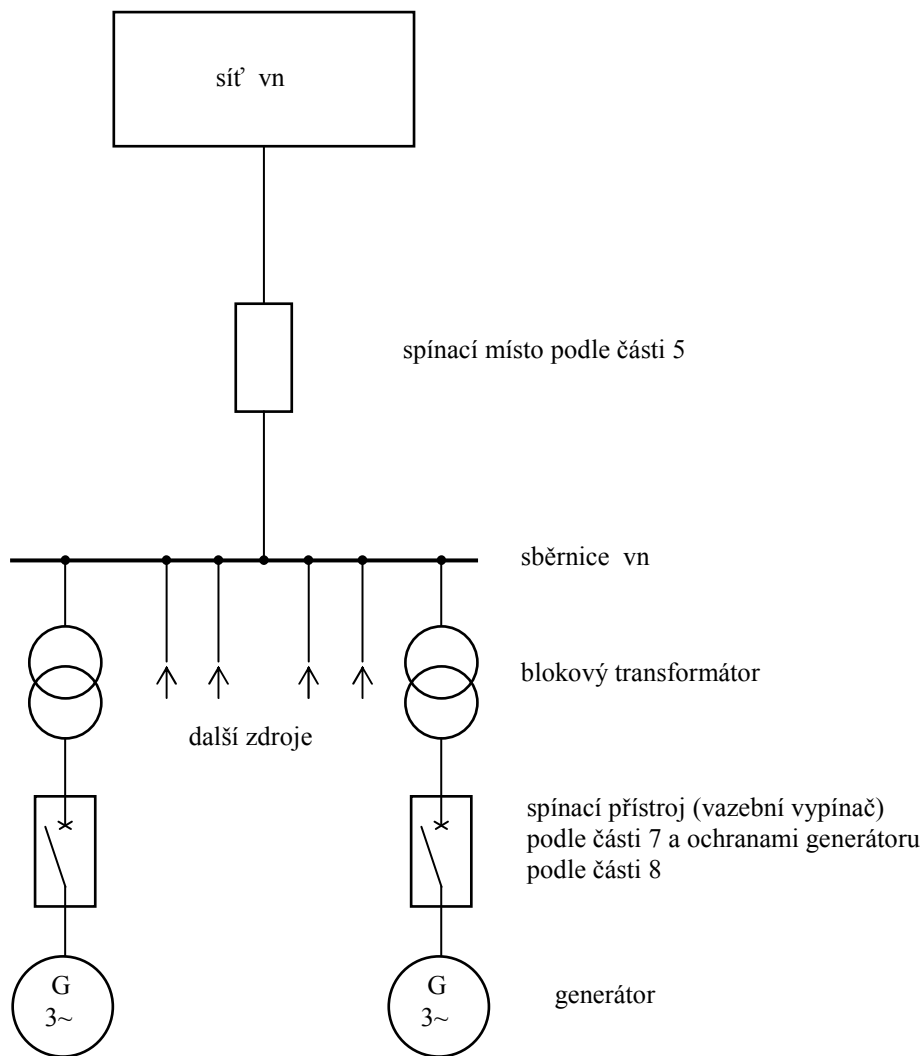 síť vn
spínací místo podle části 5
sběrnice vn
blokový transformátor
další zdroje
spínací přístroj (vazební vypínač)
podle části 7 a ochranami generátoru
podle části 8
G
3~
G
3~
generátor